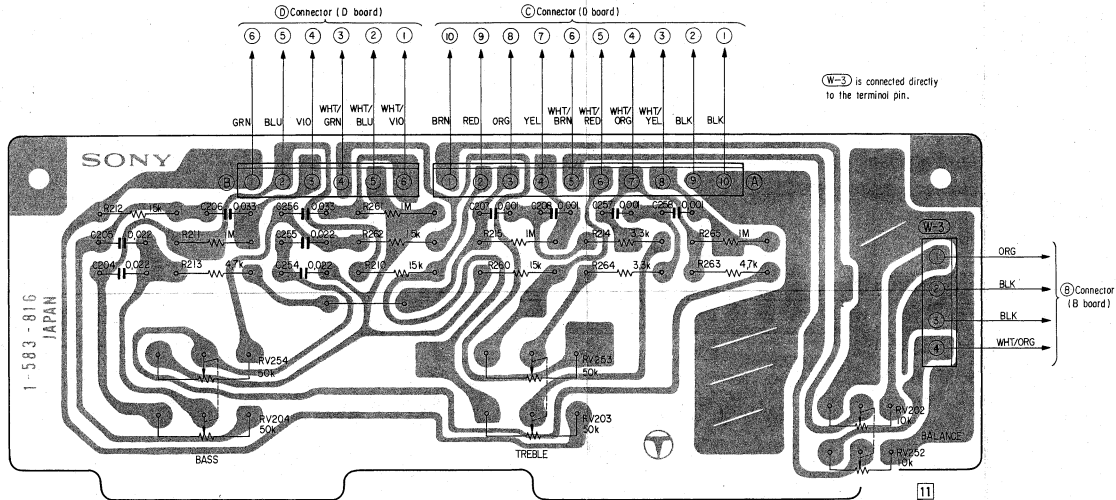 Ⓓ Connector (D board)
Ⓒ Connector (D board)
⑥ ⑤ ④ ③ ② ① ⑩ ⑨ ⑧ ⑦ ⑥ ⑤ ④ ③ ② ①
W-3 is connected directly
to the terminal pin.
GRN BLU VIO WHT/GRN WHT/BLU WHT/VIO BRN RED ORG YEL WHT/BRN WHT/RED WHT/ORG WHT/YEL BLK BLK
SONY
B 1 2 3 4 5 6 1 2 3 4 5 6 7 8 9 10 A
R212 15k C206 0.033 C256 0.033 R261 1M C207 0.001 C208 0.001 C257 0.001 C258 0.001
C205 0.022 R211 1M C255 0.022 R262 15k R215 1M R214 3.3k R265 1M
C204 0.022 R213 4.7k C254 0.022 R210 15k R260 15k R264 3.3k R263 4.7k
W-3
1 ORG
2 BLK
3 BLK
4 WHT/ORG
Ⓑ Connector
(B board)
1-583-816
JAPAN
RV254
50k
RV253
50k
RV204
50k
RV203
50k
RV202
10k
BASS
TREBLE
BALANCE
RV252
10k
11